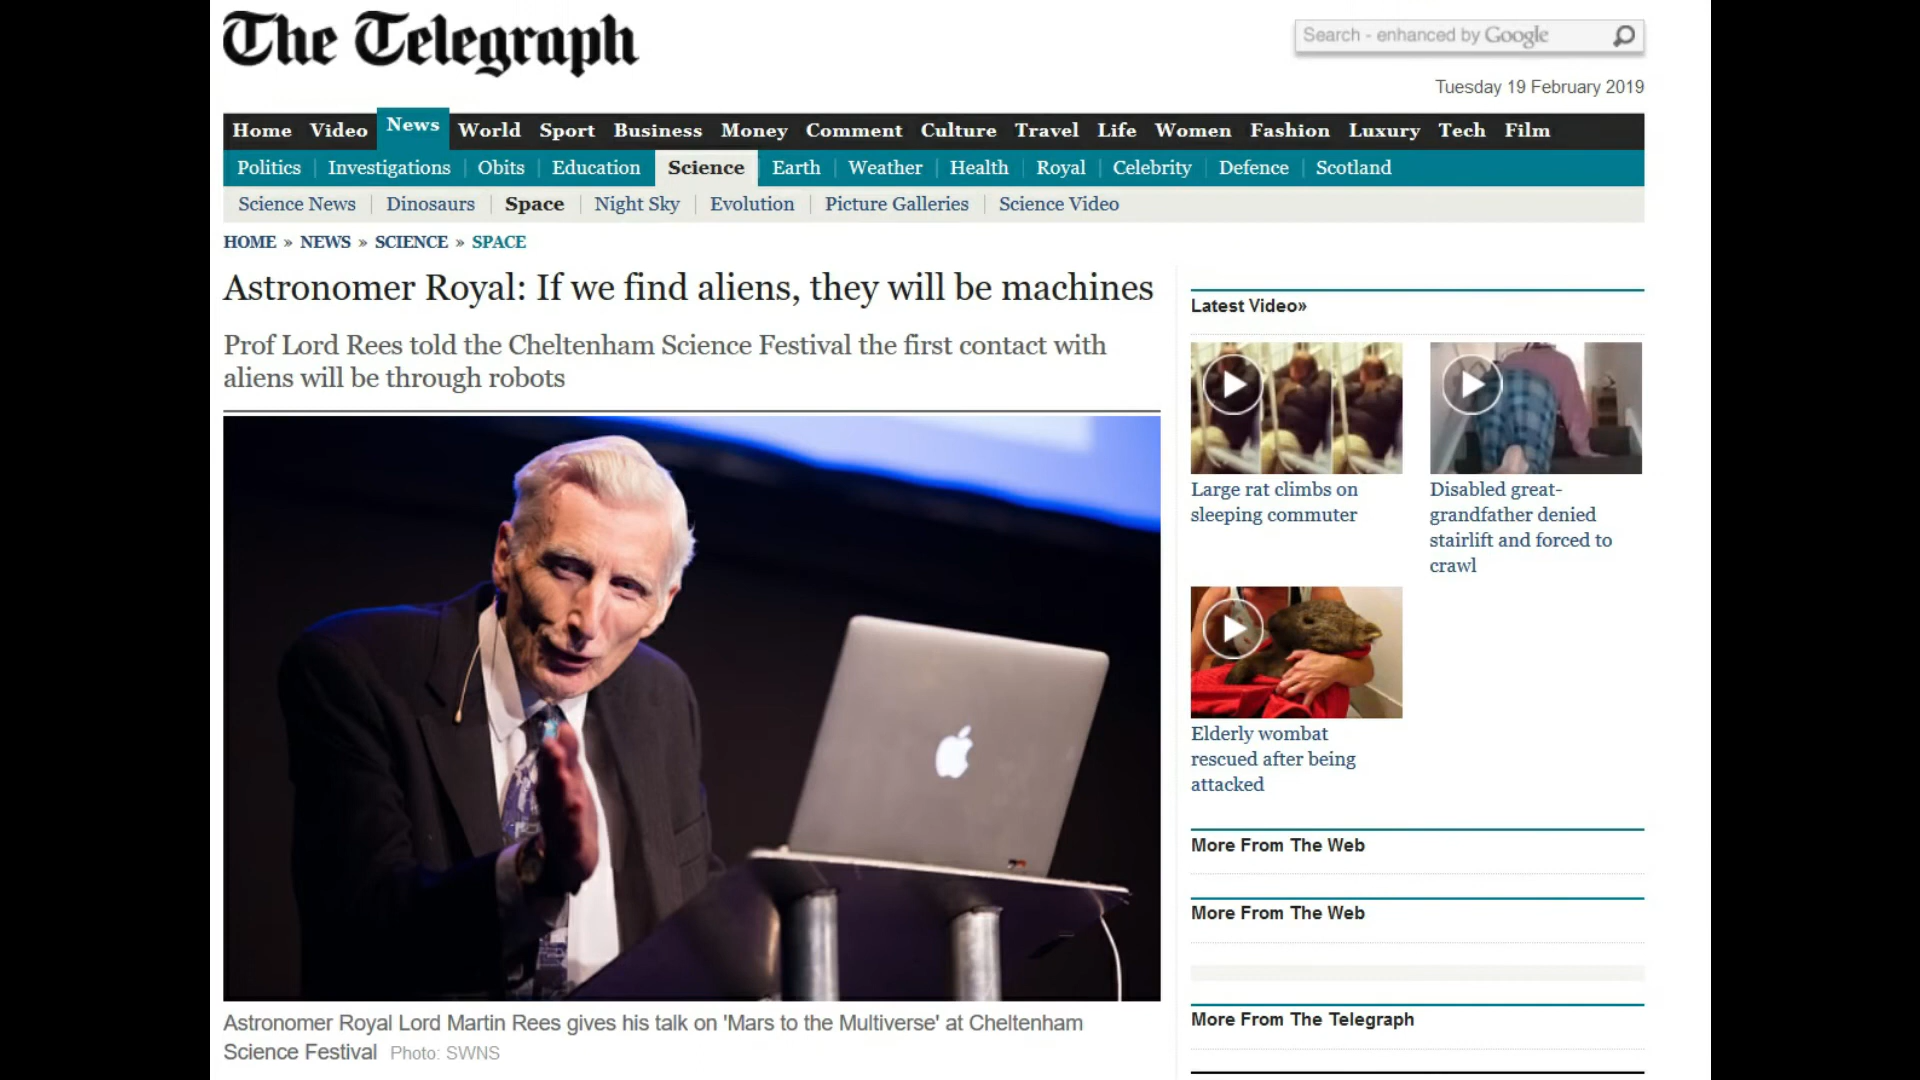 The Telegraph
Search - enhanced by Google
Tuesday 19 February 2019
Home Video News World Sport Business Money Comment Culture Travel Life Women Fashion Luxury Tech Film
Politics Investigations Obits Education Science Earth Weather Health Royal Celebrity Defence Scotland
Science News Dinosaurs Space Night Sky Evolution Picture Galleries Science Video
HOME » NEWS » SCIENCE » SPACE
Astronomer Royal: If we find aliens, they will be machines
Prof Lord Rees told the Cheltenham Science Festival the first contact with
aliens will be through robots
Astronomer Royal Lord Martin Rees gives his talk on 'Mars to the Multiverse' at Cheltenham
Science Festival Photo: SWNS
Latest Video»
Large rat climbs on
sleeping commuter
Disabled great-
grandfather denied
stairlift and forced to
crawl
Elderly wombat
rescued after being
attacked
More From The Web
More From The Web
More From The Telegraph